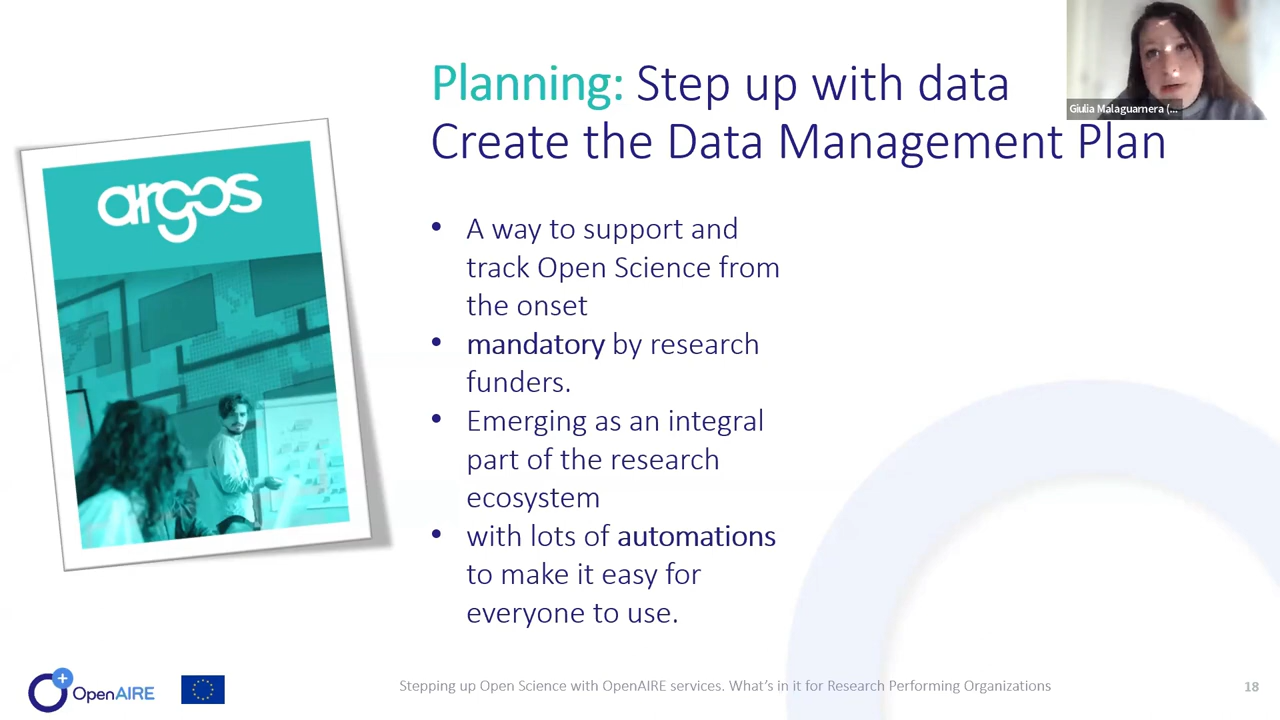 Planning: Step up with data
Create the Data Management Plan
Giulia Malaguarnera (...
argos
• A way to support and
track Open Science from
the onset
• mandatory by research
funders.
• Emerging as an integral
part of the research
ecosystem
• with lots of automations
to make it easy for
everyone to use.
OpenAIRE
Stepping up Open Science with OpenAIRE services. What's in it for Research Performing Organizations
18